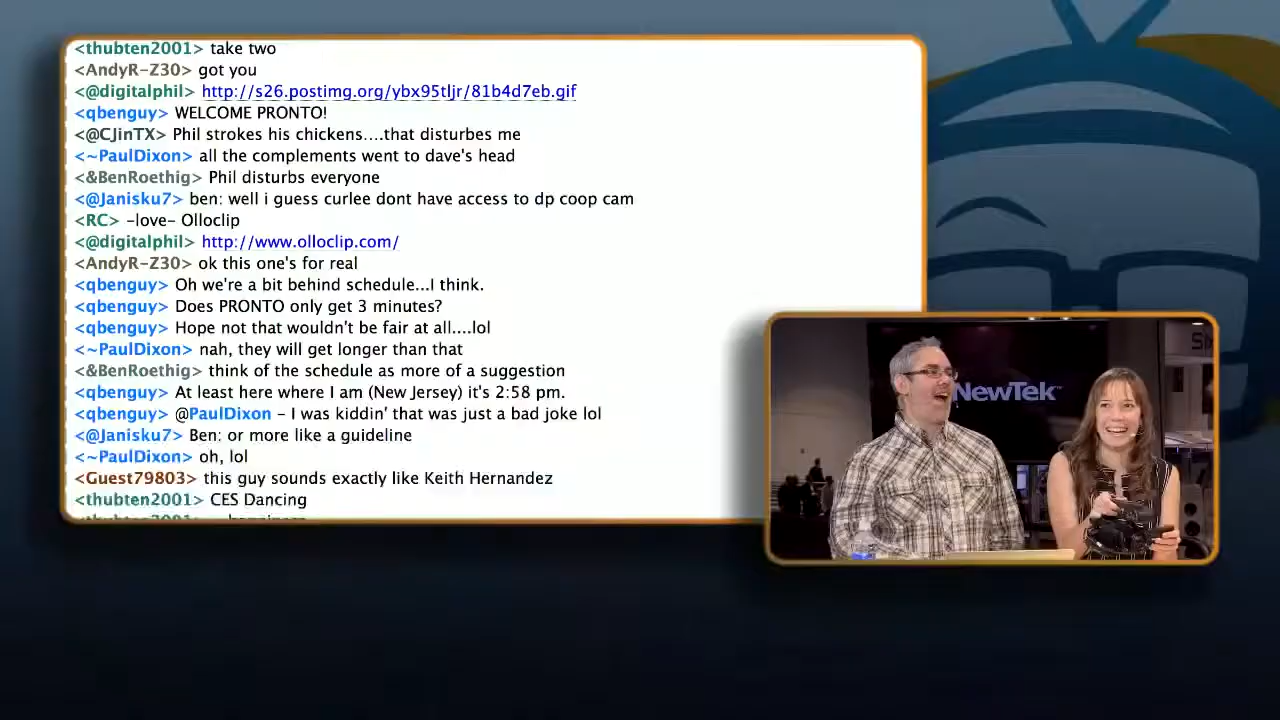 <thubten2001> take two
<AndyR-Z30> got you
<@digitalphil> http://s26.postimg.org/ybx95tljr/81b4d7eb.gif
<qbenguy> WELCOME PRONTO!
<@CJinTX> Phil strokes his chickens....that disturbes me
<~PaulDixon> all the complements went to dave's head
<&BenRoethig> Phil disturbs everyone
<@Janisku7> ben: well i guess curlee dont have access to dp coop cam
<RC> -love- Olloclip
<@digitalphil> http://www.olloclip.com/
<AndyR-Z30> ok this one's for real
<qbenguy> Oh we're a bit behind schedule...I think.
<qbenguy> Does PRONTO only get 3 minutes?
<qbenguy> Hope not that wouldn't be fair at all....lol
<~PaulDixon> nah, they will get longer than that
<&BenRoethig> think of the schedule as more of a suggestion
<qbenguy> At least here where I am (New Jersey) it's 2:58 pm.
<qbenguy> @PaulDixon - I was kiddin' that was just a bad joke lol
<@Janisku7> Ben: or more like a guideline
<~PaulDixon> oh, lol
<Guest79803> this guy sounds exactly like Keith Hernandez
<thubten2001> CES Dancing
<thubten2001>
NewTek